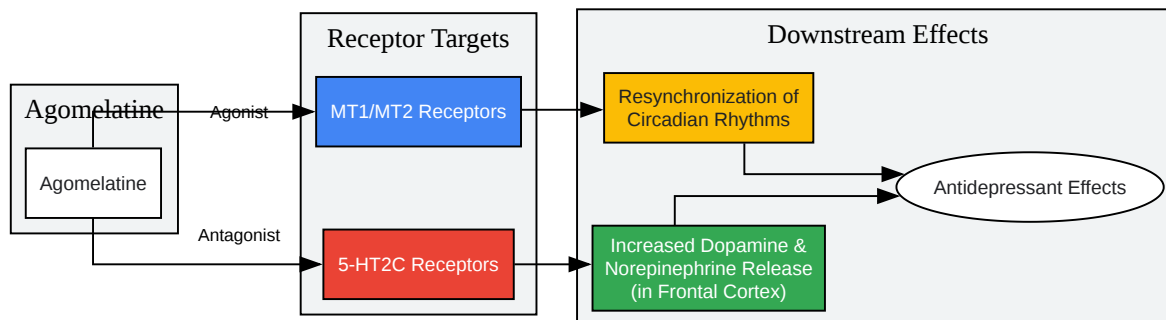 Agomelatine
Agomelatine
Agonist
Antagonist
Receptor Targets
MT1/MT2 Receptors
5-HT2C Receptors
Downstream Effects
Resynchronization of
Circadian Rhythms
Increased Dopamine &
Norepinephrine Release
(in Frontal Cortex)
Antidepressant Effects